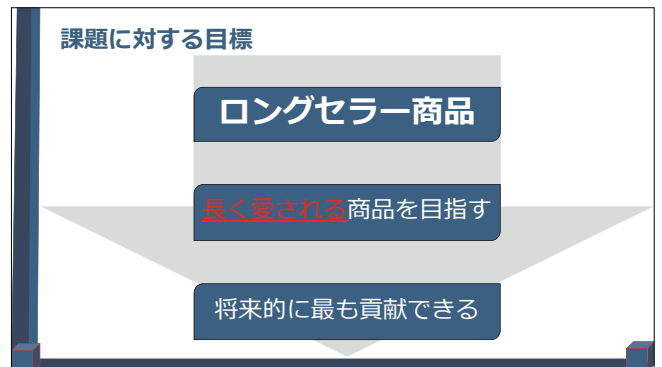 課題に対する目標
ロングセラー商品
長く愛される商品を目指す
将来的に最も貢献できる